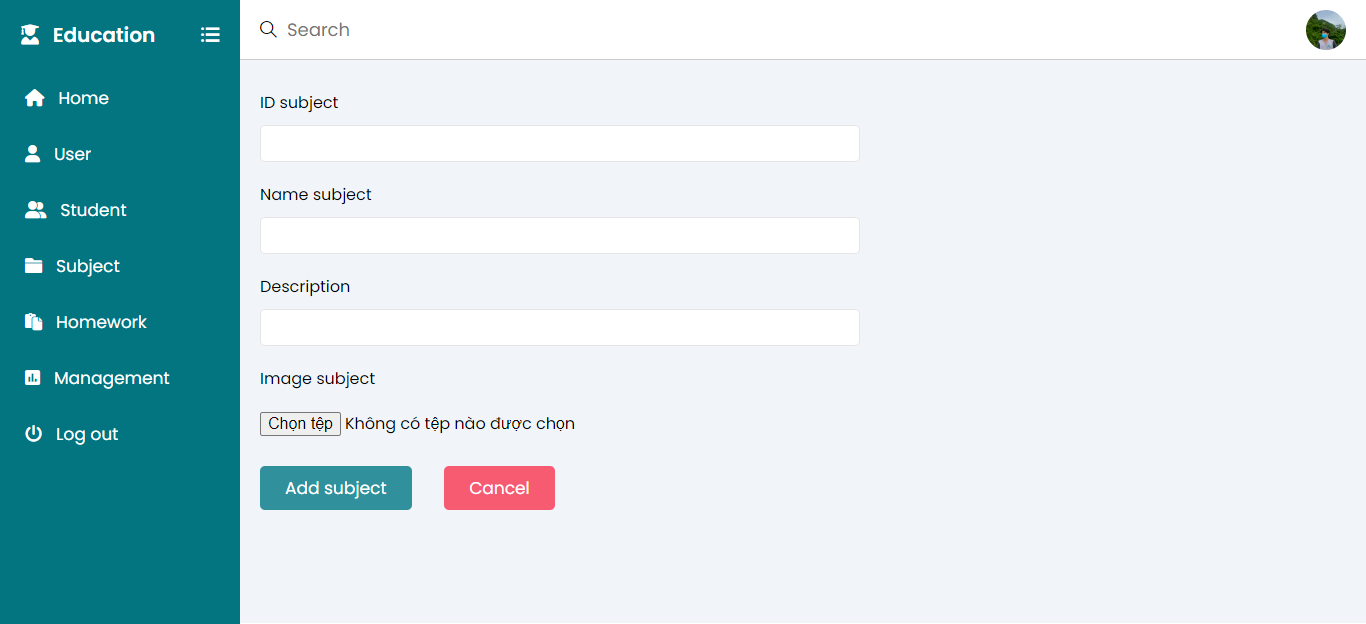 Education
Home
User
Student
Subject
Homework
Management
Log out
Search
ID subject
Name subject
Description
Image subject
Chọn tệp Không có tệp nào được chọn
Add subject Cancel